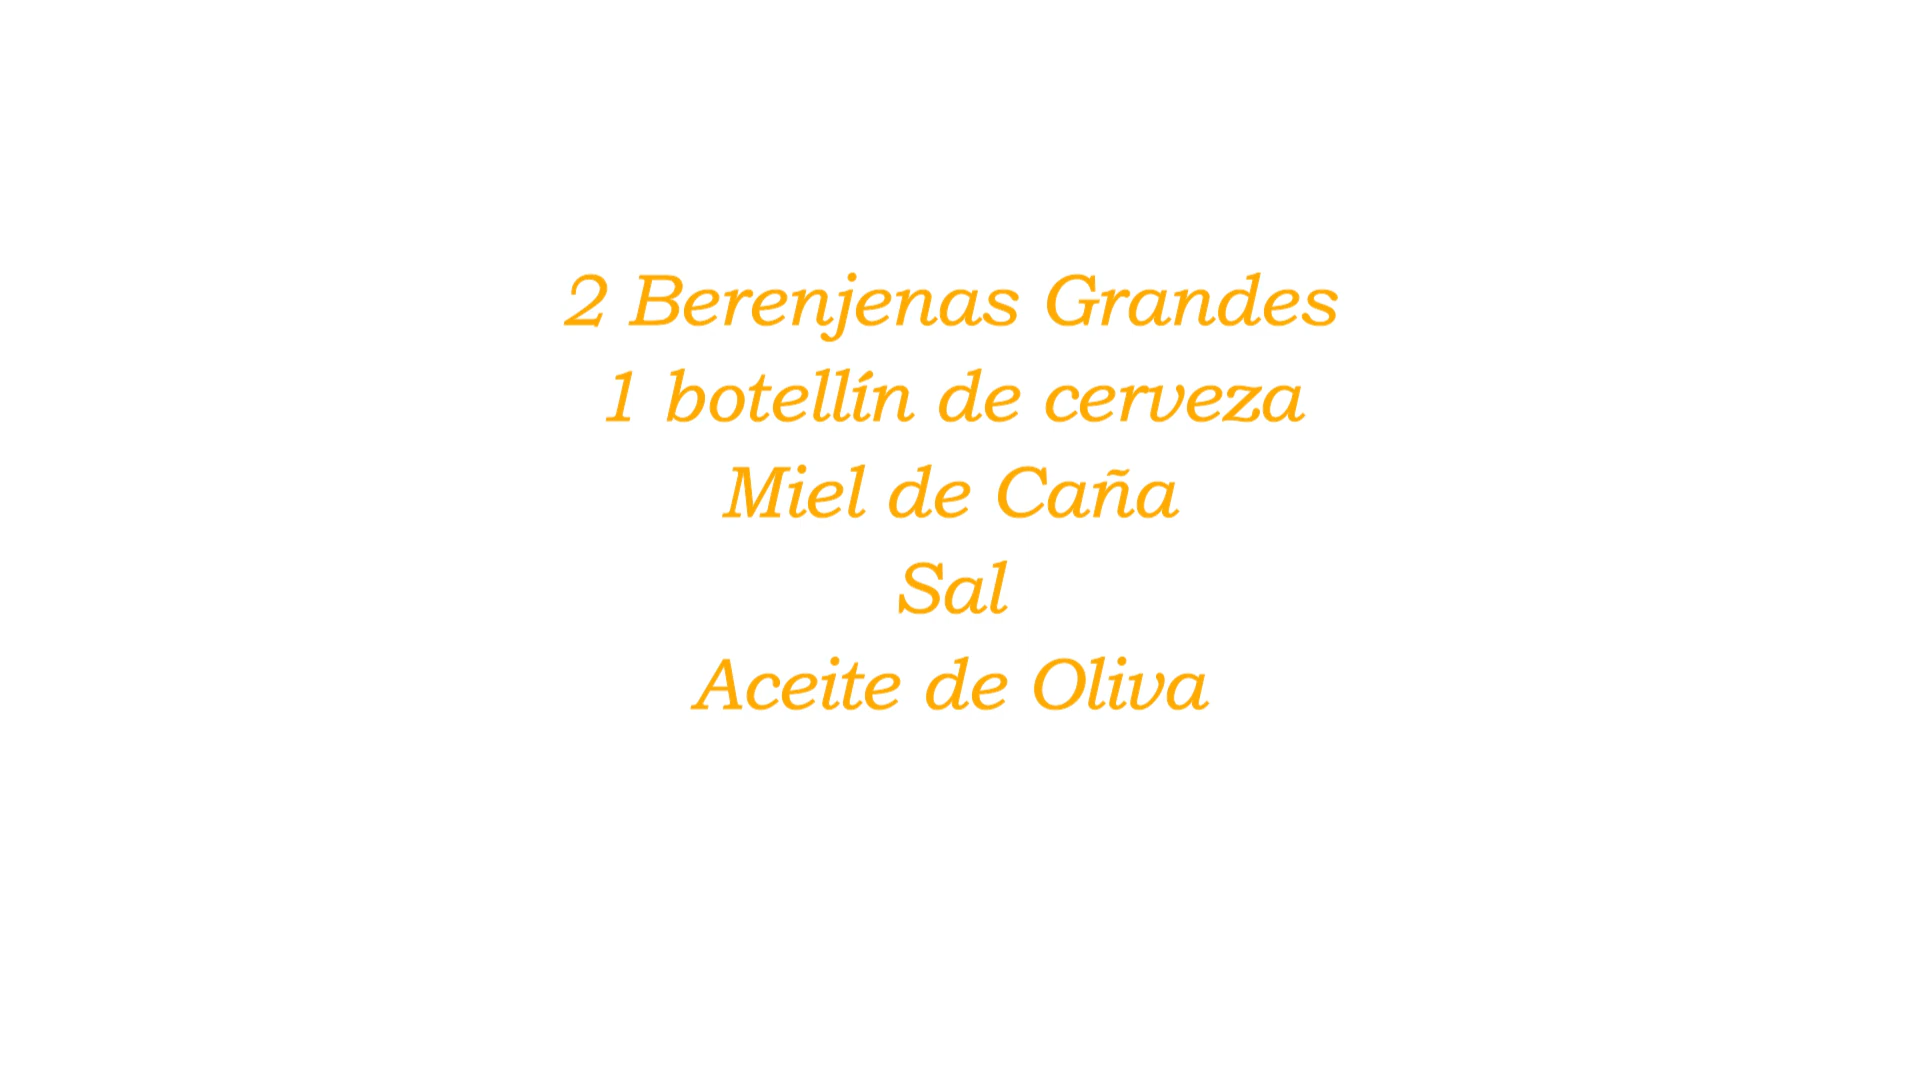 2 Berenjenas Grandes
1 botellín de cerveza
Miel de Caña
Sal
Aceite de Oliva